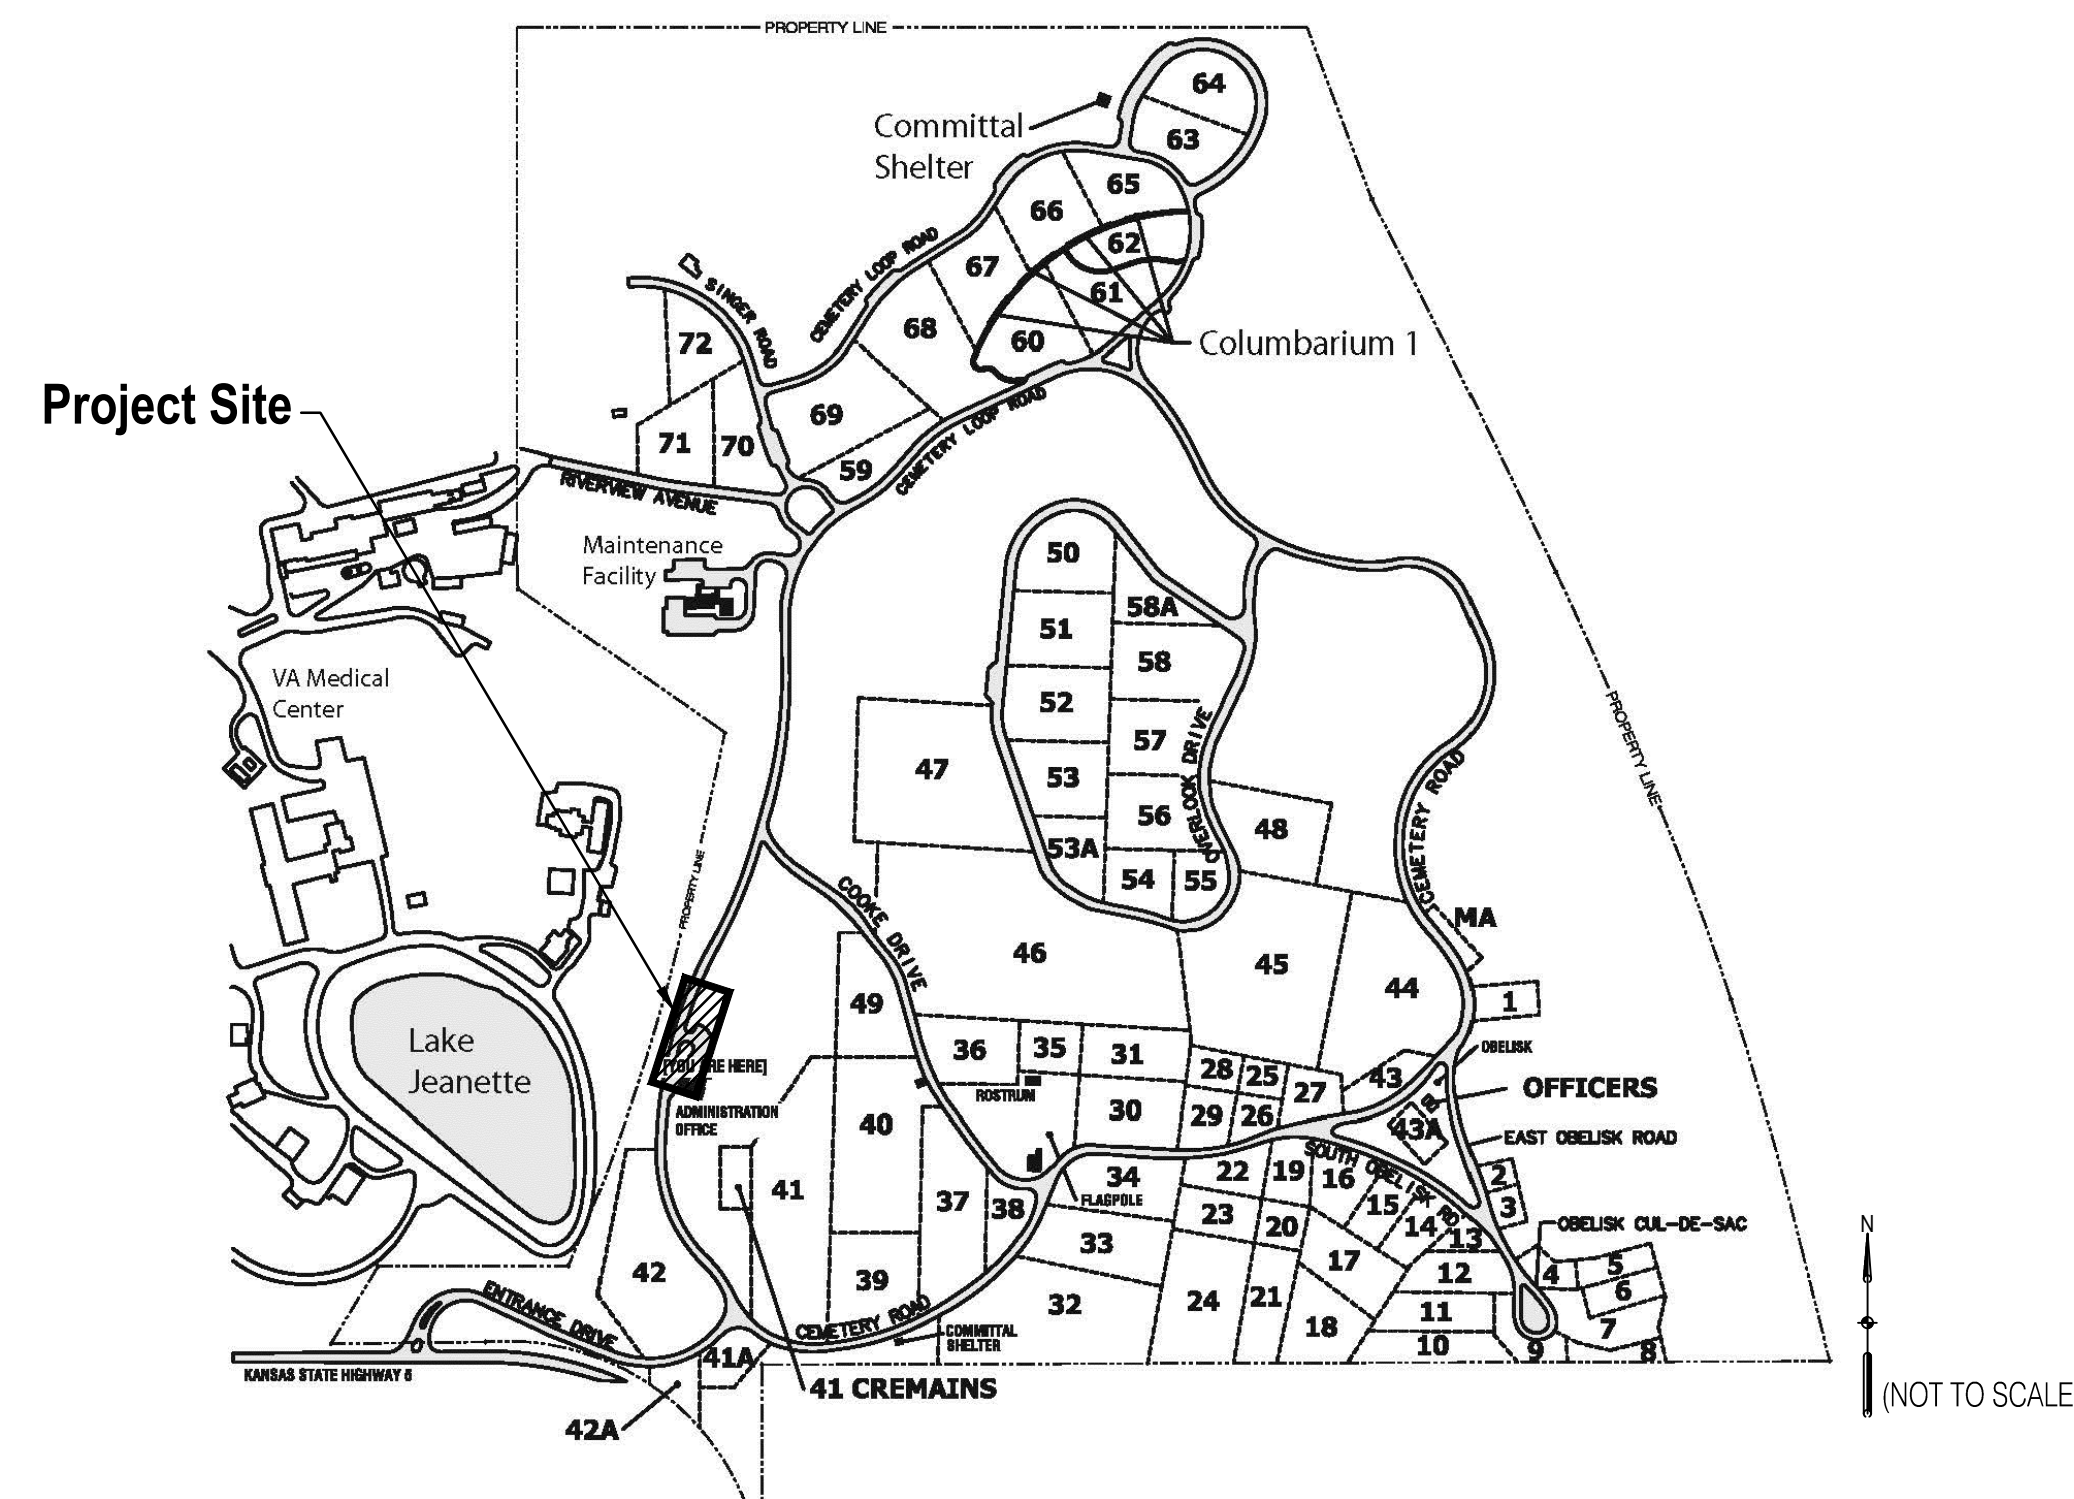 PROPERTY LINE
64
Committal
Shelter
63
65
66
62
CEMETERY LOOP ROAD
67
SINGER ROAD
61
68
60
Columbarium 1
72
Project Site
69
CEMETERY LOOP ROAD
71
70
59
RIVERVIEW AVENUE
Maintenance
Facility
50
58A
51
58
VA Medical
Center
52
PROPERTY LINE
57
OVERLOOK DRIVE
47
53
CEMETERY ROAD
56
48
53A
PROPERTY LINE
54
55
COOKE DRIVE
MA
46
45
44
49
1
Lake
Jeanette
36
35
31
OBELISK
28
25
43
27
[YOU ARE HERE]
OFFICERS
ROSTRUM
ADMINISTRATION
OFFICE
30
29
26
40
43A
EAST OBELISK ROAD
SOUTH OBELISK RD
34
22
19
16
2
41
FLAGPOLE
37
38
15
3
23
20
14
13
OBELISK CUL-DE-SAC
N
33
17
42
39
12
4
5
6
ENTRANCE DRIVE
32
24
21
11
CEMETERY ROAD
18
7
COMMITTAL
SHELTER
10
9
8
41A
KANSAS STATE HIGHWAY 5
41 CREMAINS
(NOT TO SCALE
42A